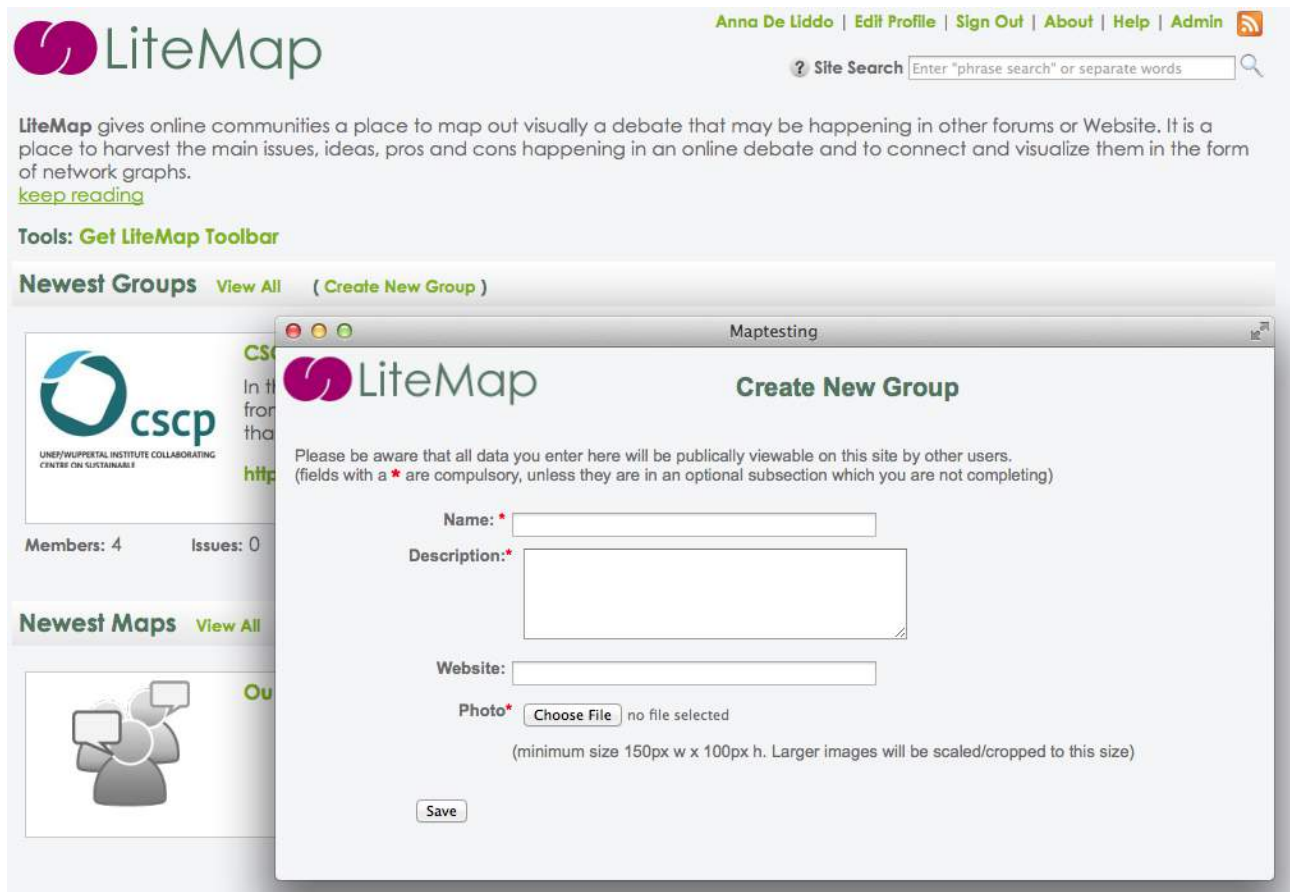 LiteMap
Anna De Liddo | Edit Profile | Sign Out | About | Help | Admin
? Site Search Enter "phrase search" or separate words
LiteMap gives online communities a place to map out visually a debate that may be happening in other forums or Website. It is a
place to harvest the main issues, ideas, pros and cons happening in an online debate and to connect and visualize them in the form
of network graphs.
keep reading
Tools: Get LiteMap Toolbar
Newest Groups View All ( Create New Group )
cscp
UNEP/WUPPERTAL INSTITUTE COLLABORATING
CENTRE ON SUSTAINABLE
CSC
In th
from
tha
http
Members: 4 Issues: 0
Newest Maps View All
Ou
Maptesting
LiteMap
Create New Group
Please be aware that all data you enter here will be publically viewable on this site by other users.
(fields with a * are compulsory, unless they are in an optional subsection which you are not completing)
Name: *
Description:*
Website:
Photo* Choose File no file selected
(minimum size 150px w x 100px h. Larger images will be scaled/cropped to this size)
Save